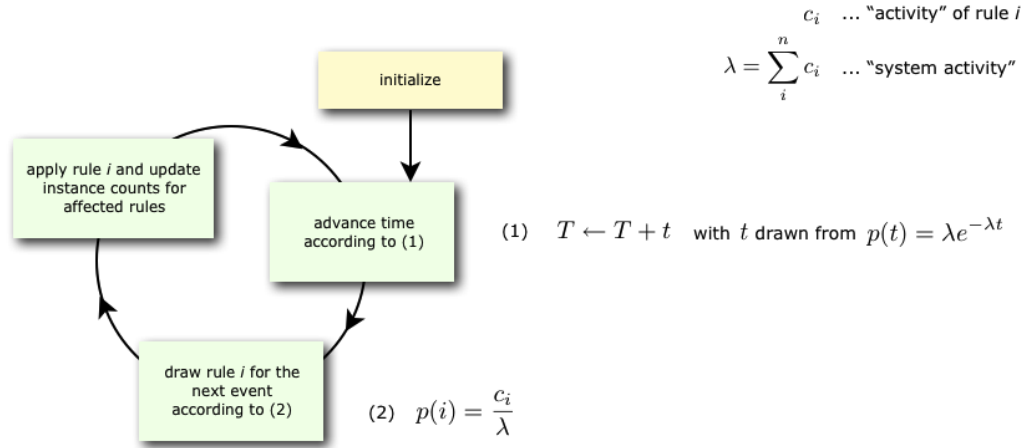 c_i ... “activity” of rule i
λ = \sum_{i}^{n} c_i ... “system activity”
initialize
apply rule i and update
instance counts for
affected rules
advance time
according to (1)
(1) T ← T + t with t drawn from p(t) = λe^{−λt}
draw rule i for the
next event
according to (2)
(2) p(i) = \frac{c_i}{λ}